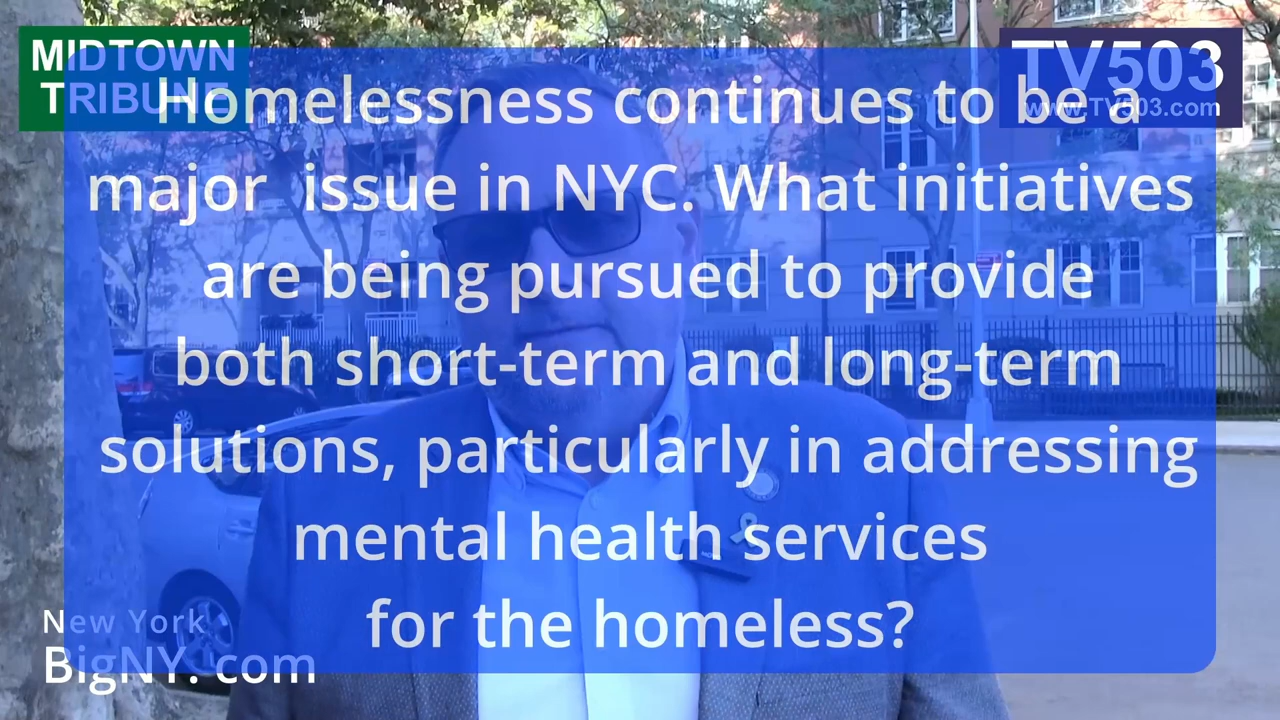 MIDTOWN
TRIBUNE
TV503
www.TV503.com
Homelessness continues to be a
major issue in NYC. What initiatives
are being pursued to provide
both short-term and long-term
solutions, particularly in addressing
mental health services
for the homeless?
New York
BigNY. com